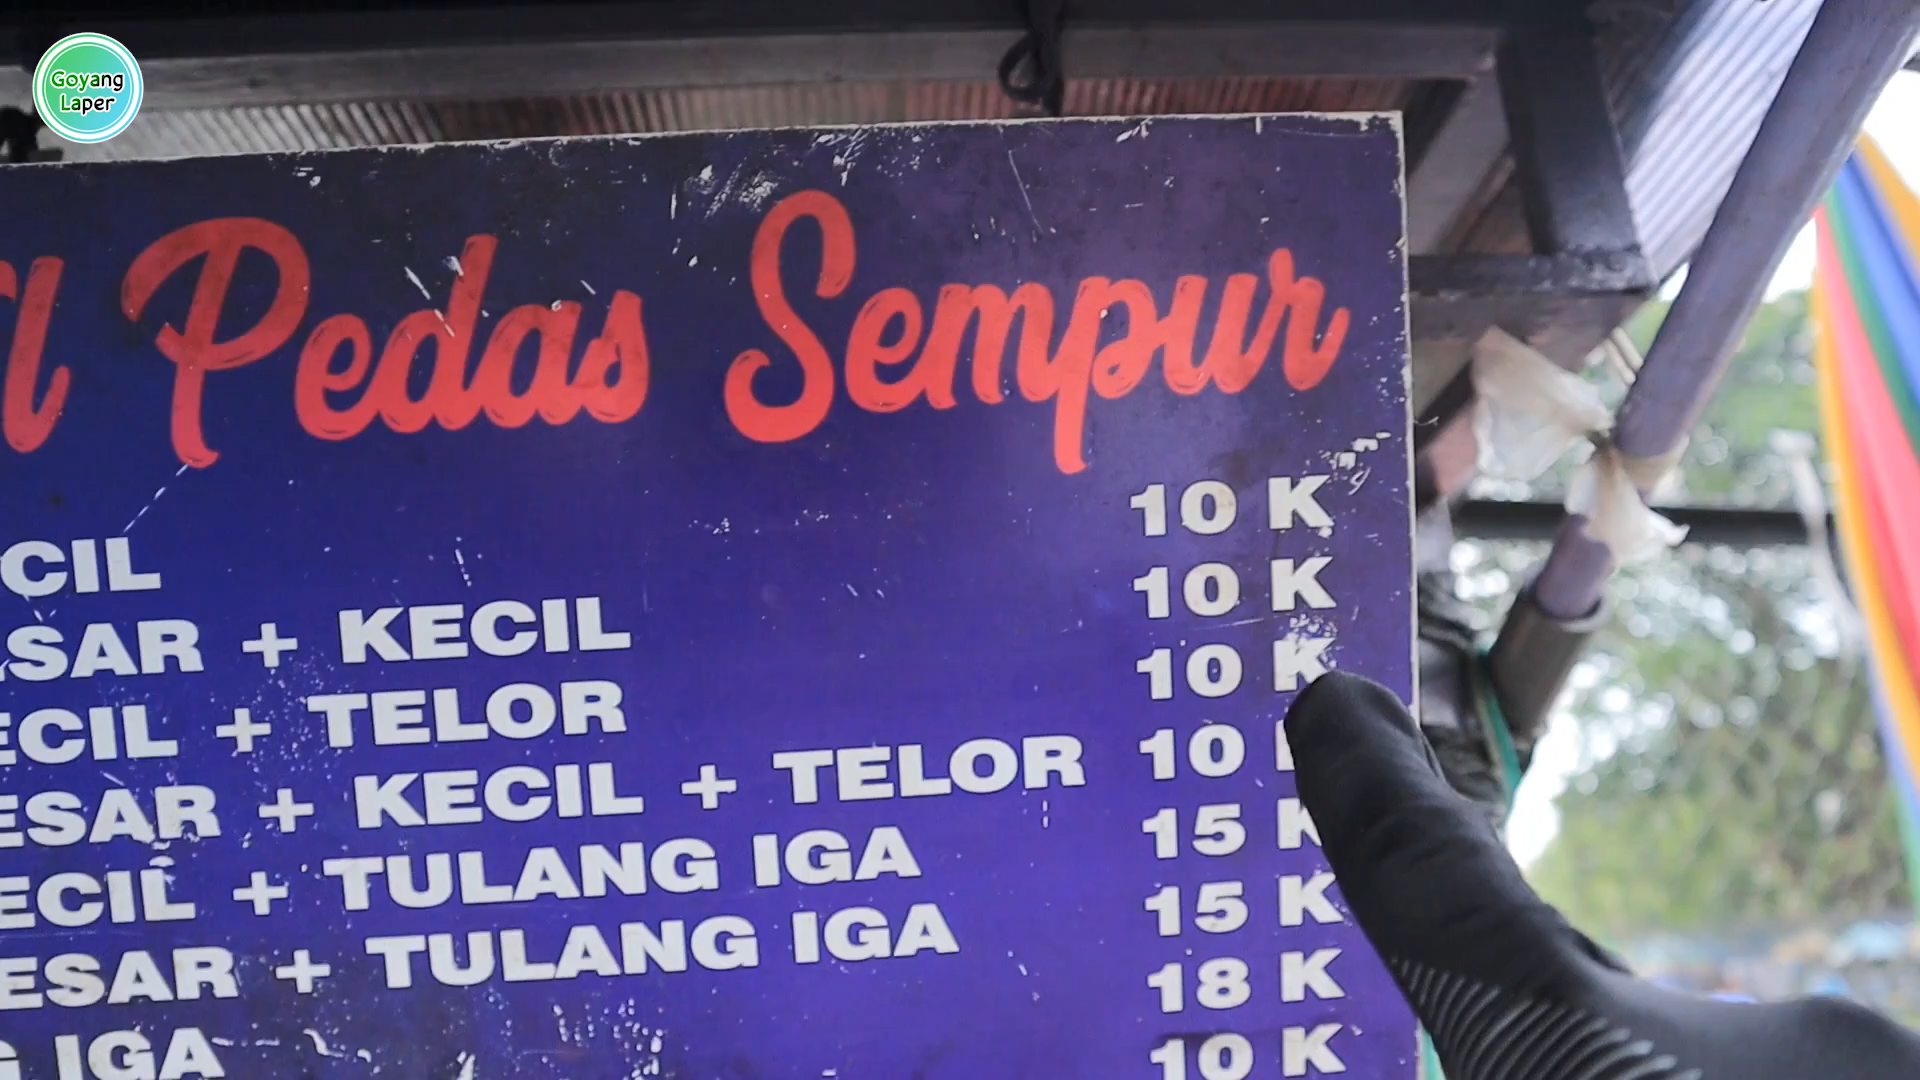 Goyang
Laper
il Pedas Sempur
CIL 10 K
SAR + KECIL 10 K
ECIL + TELOR 10 K
ESAR + KECIL + TELOR 10
ECIL + TULANG IGA 15 K
ESAR + TULANG IGA 15 K
G IGA 18 K
10 K